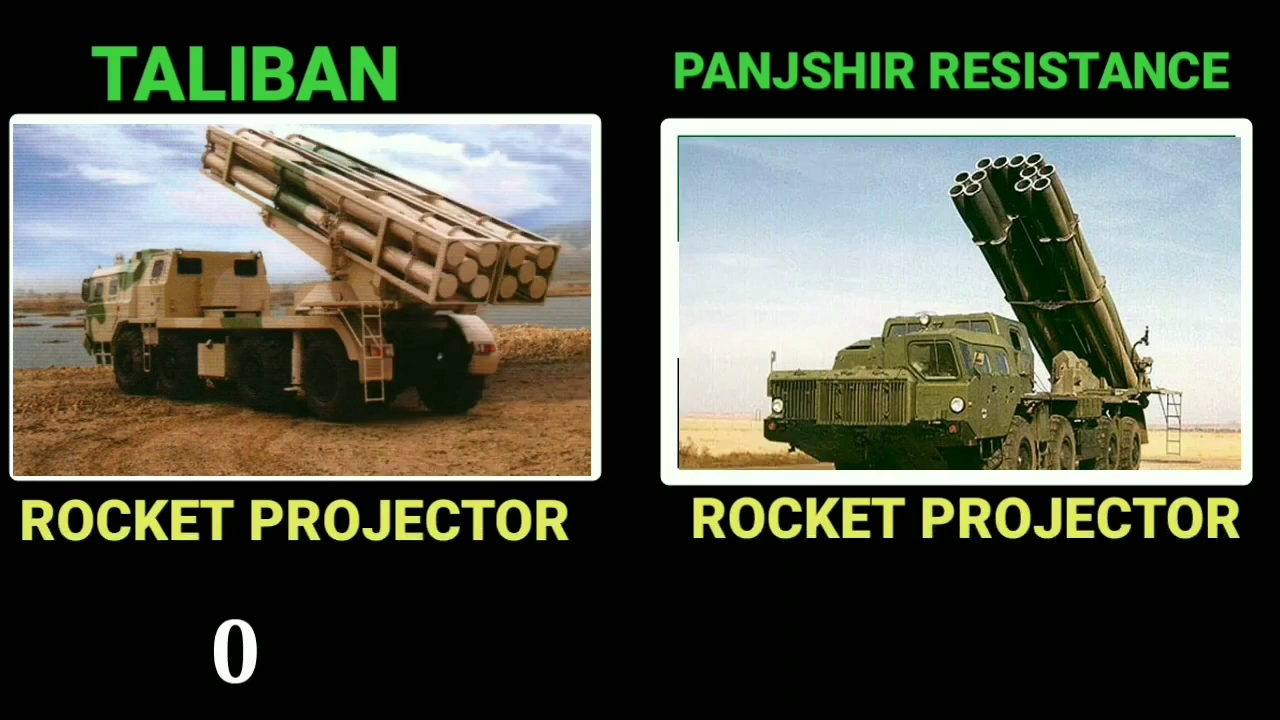 TALIBAN
PANJSHIR RESISTANCE
ROCKET PROJECTOR
ROCKET PROJECTOR
0